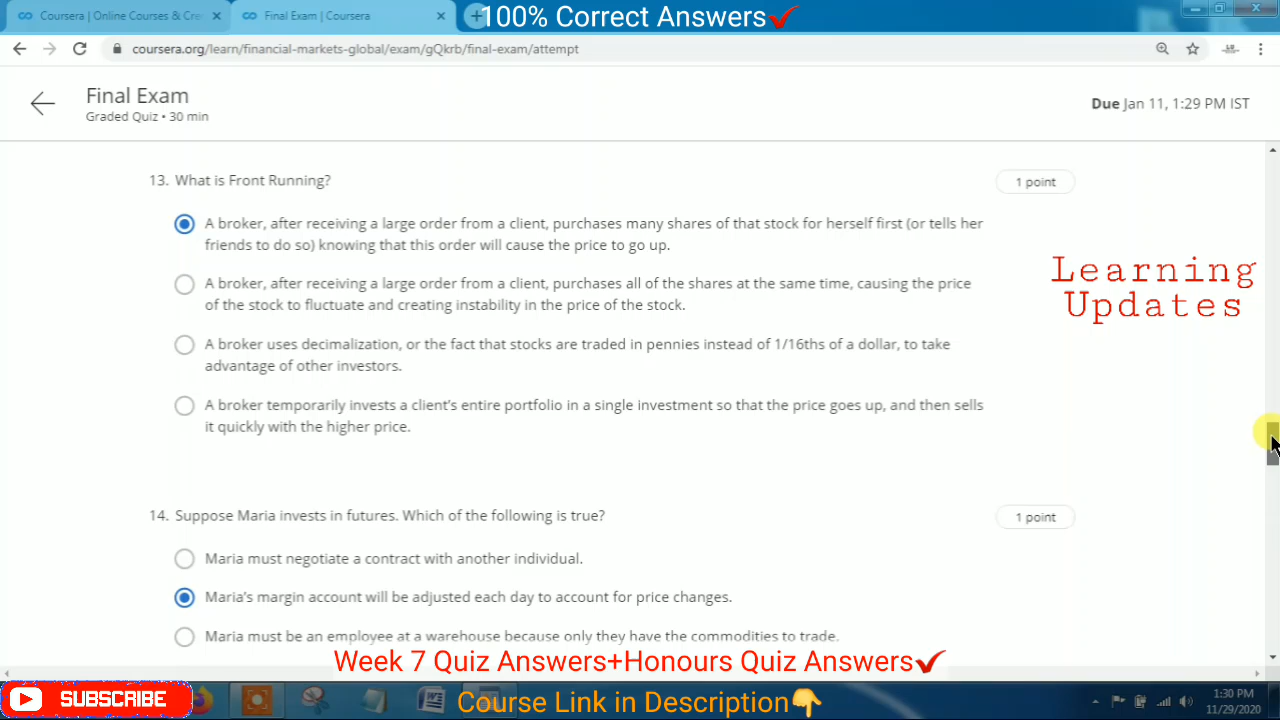 Coursera | Online Courses & Cre
Final Exam | Coursera
100% Correct Answers
coursera.org/learn/financial-markets-global/exam/gQkrb/final-exam/attempt
Final Exam
Graded Quiz • 30 min
Due Jan 11, 1:29 PM IST
13. What is Front Running?
1 point
A broker, after receiving a large order from a client, purchases many shares of that stock for herself first (or tells her
friends to do so) knowing that this order will cause the price to go up.
A broker, after receiving a large order from a client, purchases all of the shares at the same time, causing the price
of the stock to fluctuate and creating instability in the price of the stock.
A broker uses decimalization, or the fact that stocks are traded in pennies instead of 1/16ths of a dollar, to take
advantage of other investors.
A broker temporarily invests a client's entire portfolio in a single investment so that the price goes up, and then sells
it quickly with the higher price.
Learning
Updates
14. Suppose Maria invests in futures. Which of the following is true?
1 point
Maria must negotiate a contract with another individual.
Maria's margin account will be adjusted each day to account for price changes.
Maria must be an employee at a warehouse because only they have the commodities to trade.
Week 7 Quiz Answers+Honours Quiz Answers
SUBSCRIBE
Course Link in Description
1:30 PM
11/29/2020